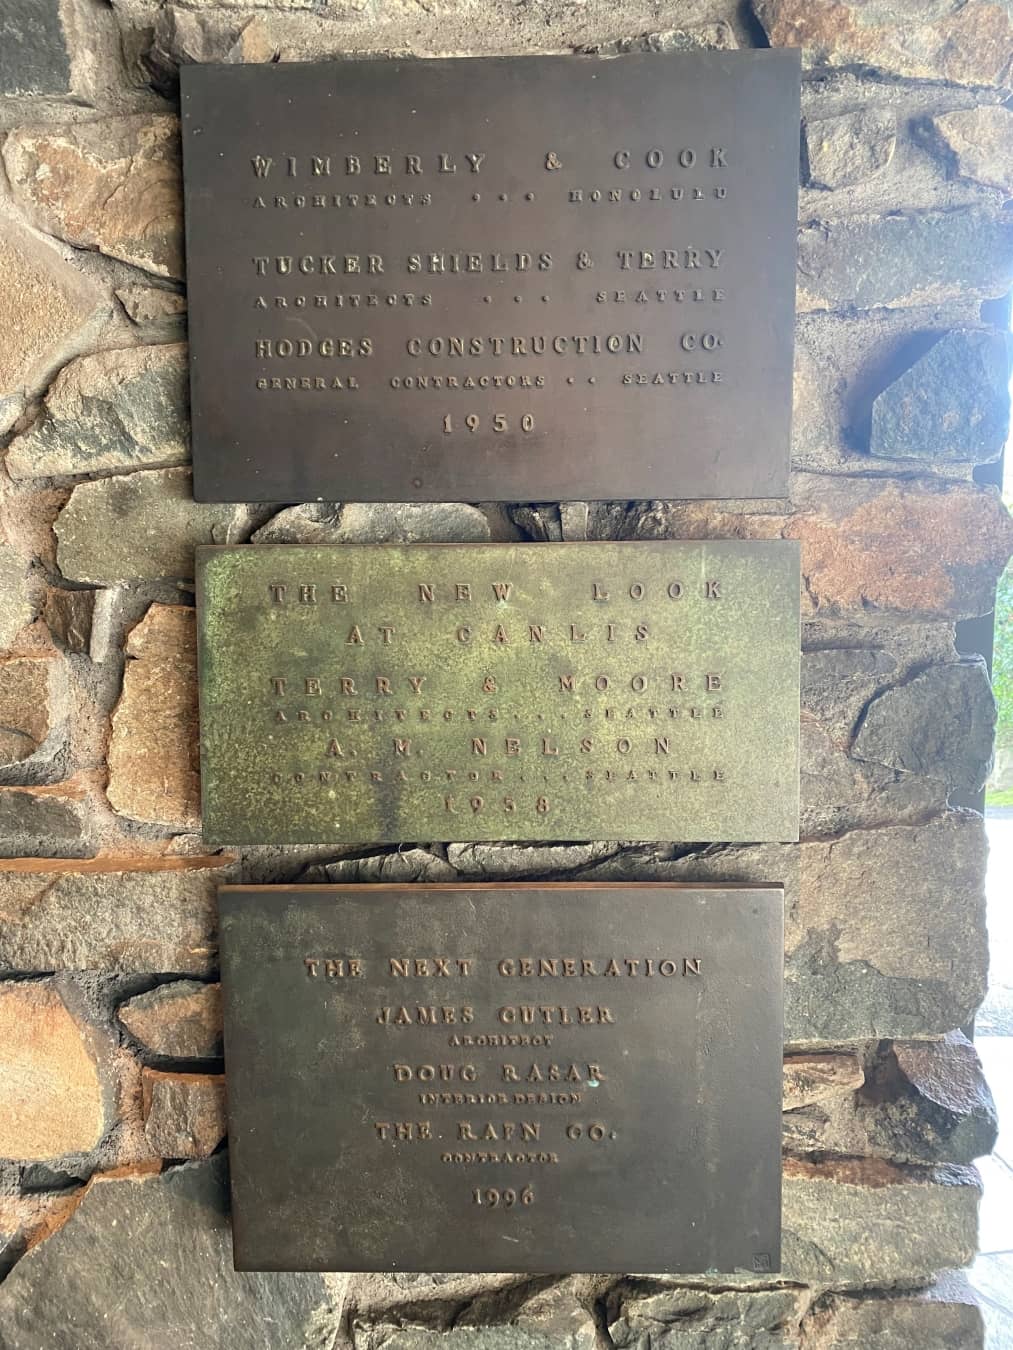 WIMBERLY & COOK
ARCHITECTS . . . HONOLULU
TUCKER SHIELDS & TERRY
ARCHITECTS . . . SEATTLE
HODGES CONSTRUCTION CO.
GENERAL CONTRACTORS . . SEATTLE
1950
THE NEW LOOK
AT CANLIS
TERRY & MOORE
ARCHITECTS . . . SEATTLE
A. M. NELSON
CONTRACTOR . . . SEATTLE
1958
THE NEXT GENERATION
JAMES CUTLER
ARCHITECT
DOUG RASAR
INTERIOR DESIGN
THE RAFN CO.
CONTRACTOR
1996